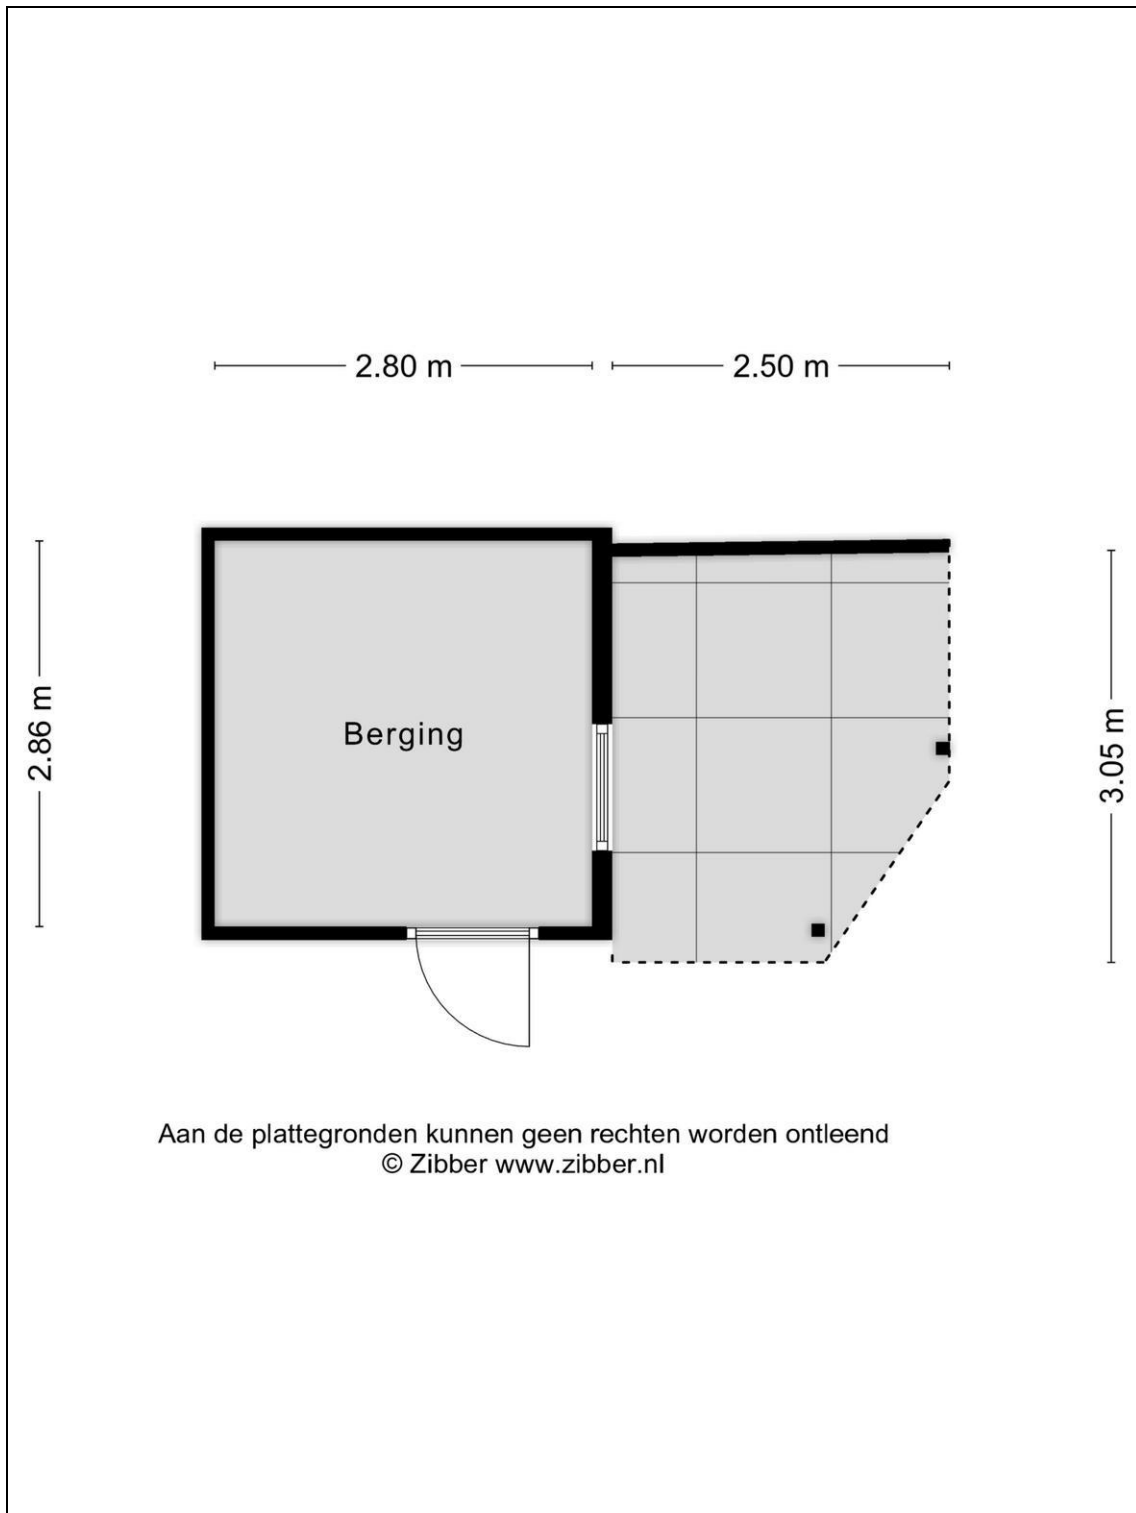 2.80 m
2.50 m
2.86 m
Berging
3.05 m
Aan de plattegronden kunnen geen rechten worden ontleend
© Zibber www.zibber.nl